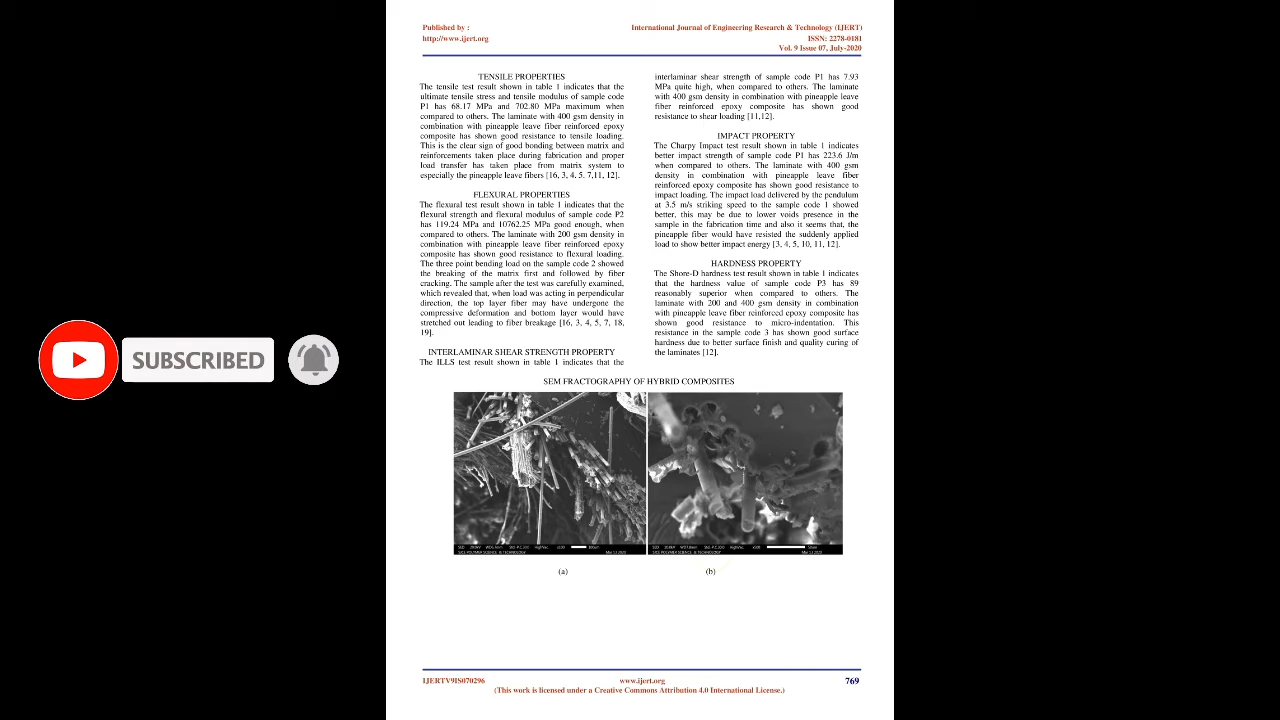 Published by :
http://www.ijert.org
International Journal of Engineering Research & Technology (IJERT)
ISSN: 2278-0181
Vol. 9 Issue 07, July-2020
TENSILE PROPERTIES
The tensile test result shown in table 1 indicates that the
ultimate tensile stress and tensile modulus of sample code
P1 has 68.17 MPa and 702.80 MPa maximum when
compared to others. The laminate with 400 gsm density in
combination with pineapple leave fiber reinforced epoxy
composite has shown good resistance to tensile loading.
This is the clear sign of good bonding between matrix and
reinforcements taken place during fabrication and proper
load transfer has taken place from matrix system to
especially the pineapple leave fibers [16, 3, 4, 5. 7,11, 12].
FLEXURAL PROPERTIES
The flexural test result shown in table 1 indicates that the
flexural strength and flexural modulus of sample code P2
has 119.24 MPa and 10762.25 MPa good enough, when
compared to others. The laminate with 200 gsm density in
combination with pineapple leave fiber reinforced epoxy
composite has shown good resistance to flexural loading.
The three point bending load on the sample code 2 showed
the breaking of the matrix first and followed by fiber
cracking. The sample after the test was carefully examined,
which revealed that, when load was acting in perpendicular
direction, the top layer fiber may have undergone the
compressive deformation and bottom layer would have
stretched out leading to fiber breakage [16, 3, 4, 5, 7, 18,
19].
INTERLAMINAR SHEAR STRENGTH PROPERTY
The ILLS test result shown in table 1 indicates that the
interlaminar shear strength of sample code P1 has 7.93
MPa quite high, when compared to others. The laminate
with 400 gsm density in combination with pineapple leave
fiber reinforced epoxy composite has shown good
resistance to shear loading [11,12].
IMPACT PROPERTY
The Charpy Impact test result shown in table 1 indicates
better impact strength of sample code P1 has 223.6 J/m
when compared to others. The laminate with 400 gsm
density in combination with pineapple leave fiber
reinforced epoxy composite has shown good resistance to
impact loading. The impact load delivered by the pendulum
at 3.5 m/s striking speed to the sample code 1 showed
better, this may be due to lower voids presence in the
sample in the fabrication time and also it seems that, the
pineapple fiber would have resisted the suddenly applied
load to show better impact energy [3, 4, 5, 10, 11, 12].
HARDNESS PROPERTY
The Shore-D hardness test result shown in table 1 indicates
that the hardness value of sample code P3 has 89
reasonably superior when compared to others. The
laminate with 200 and 400 gsm density in combination
with pineapple leave fiber reinforced epoxy composite has
shown good resistance to micro-indentation. This
resistance in the sample code 3 has shown good surface
hardness due to better surface finish and quality curing of
the laminates [12].
SUBSCRIBED
SEM FRACTOGRAPHY OF HYBRID COMPOSITES
(a)
(b)
IJERTV9IS070296
www.ijert.org
769
(This work is licensed under a Creative Commons Attribution 4.0 International License.)